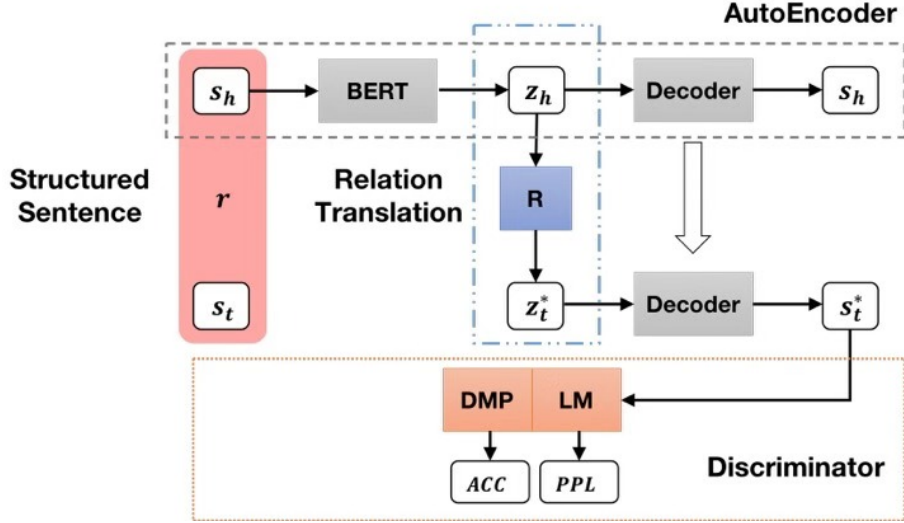 AutoEncoder
s_h
BERT
z_h
Decoder
s_h
Structured
Sentence
r
Relation
Translation
R
s_t
z_t^*
Decoder
s_t^*
DMP
LM
ACC
PPL
Discriminator